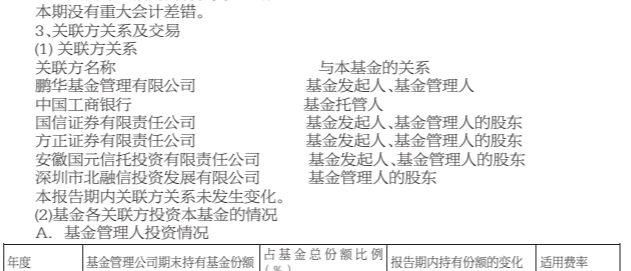 本期没有重大会计差错。
3、关联方关系及交易
(1) 关联方关系
关联方名称 与本基金的关系
鹏华基金管理有限公司 基金发起人、基金管理人
中国工商银行 基金托管人
国信证券有限责任公司 基金发起人、基金管理人的股东
方正证券有限责任公司 基金发起人、基金管理人的股东
安徽国元信托投资有限责任公司 基金发起人、基金管理人的股东
深圳市北融信投资发展有限公司 基金管理人的股东
本报告期内关联方关系未发生变化。
(2)基金各关联方投资本基金的情况
A. 基金管理人投资情况
年度 基金管理公司期末持有基金份额 占基金总份额比例 报告期内持有份额的变化 适用费率
(%)